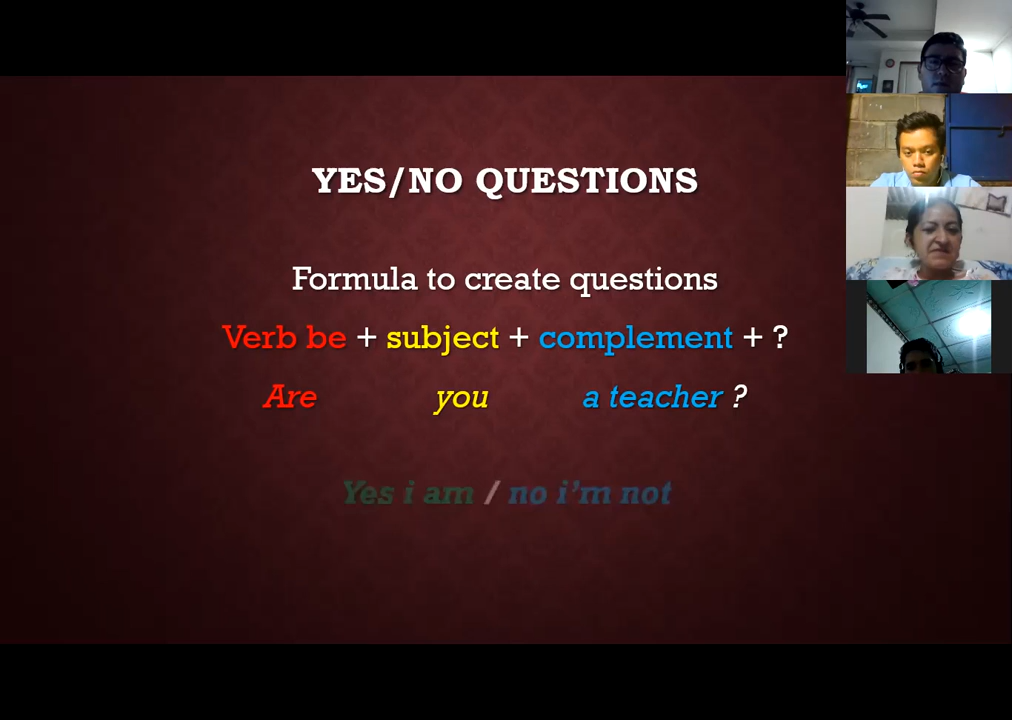 YES/NO QUESTIONS
Formula to create questions
Verb be + subject + complement + ?
Are you a teacher ?
Yes i am / no i'm not